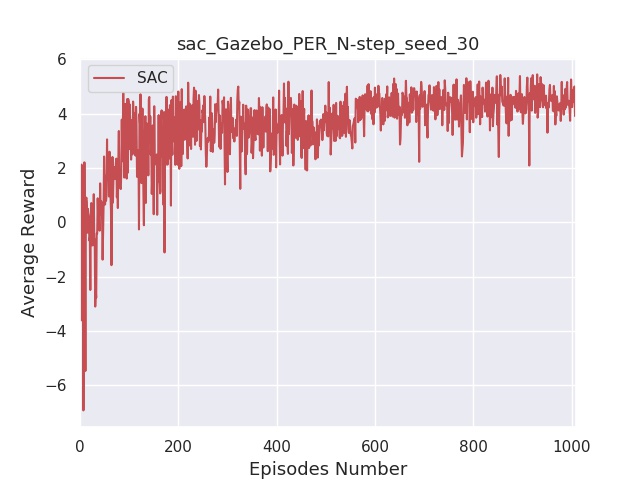 sac_Gazebo_PER_N-step_seed_30
6
4
2
0
−2
−4
−6
Average Reward
SAC
0 200 400 600 800 1000
Episodes Number